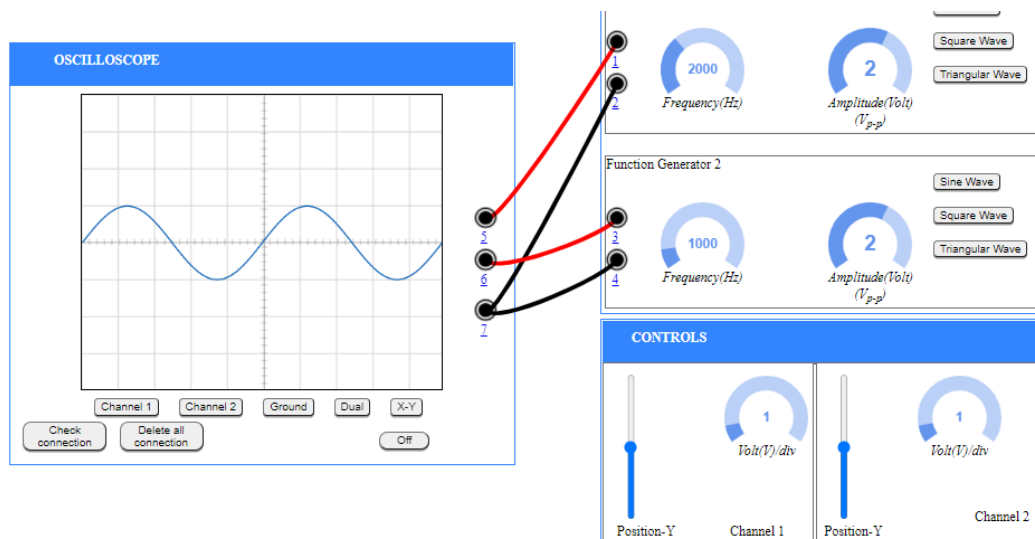 OSCILLOSCOPE
Channel 1
Channel 2
Ground
Dual
X-Y
Check
connection
Delete all
connection
Off
5
6
7
1
2
2000
Frequency(Hz)
2
Amplitude(Volt)
(Vp-p)
Square Wave
Triangular Wave
Function Generator 2
3
4
1000
Frequency(Hz)
2
Amplitude(Volt)
(Vp-p)
Sine Wave
Square Wave
Triangular Wave
CONTROLS
1
Volt(V)/div
Position-Y
Channel 1
1
Volt(V)/div
Position-Y
Channel 2